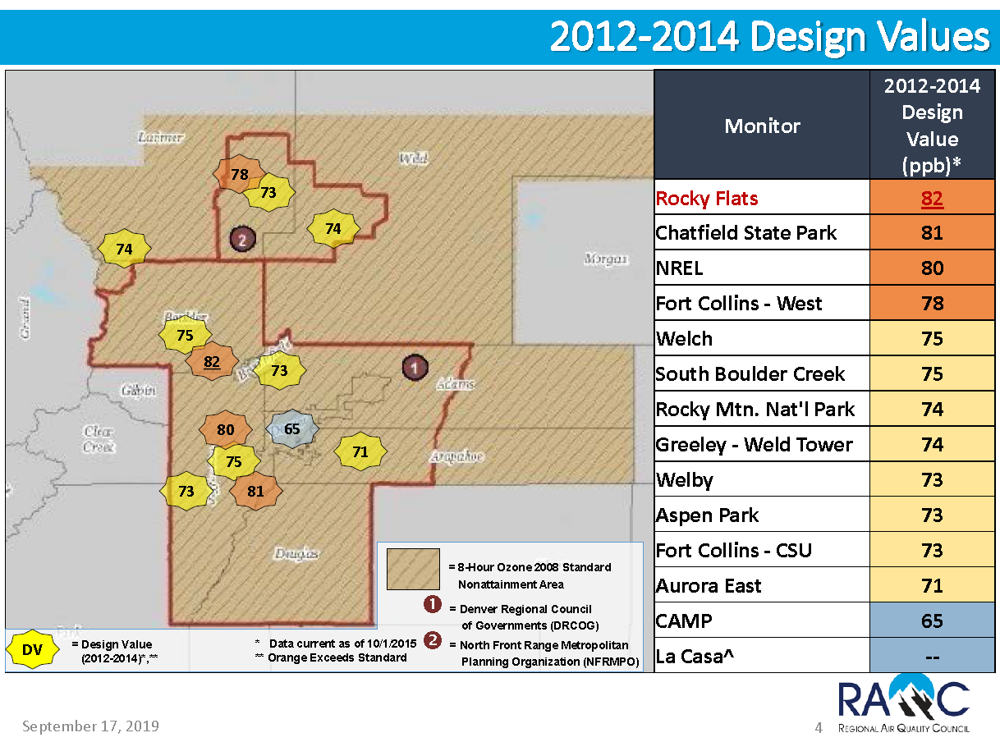 2012-2014 Design Values
Larimer
Weld
78
73
74
2
74
Morgan
Grand
Boulder
75
82
73
1
Adams
Gilpin
80
65
Clear
Creek
75
71
Arapahoe
73
81
Douglas
= 8-Hour Ozone 2008 Standard
Nonattainment Area
1 = Denver Regional Council
of Governments (DRCOG)
2 = North Front Range Metropolitan
Planning Organization (NFRMPO)
Park
DV = Design Value
(2012-2014)*,**
* Data current as of 10/1/2015
** Orange Exceeds Standard
Monitor 2012-2014
Design
Value
(ppb)*
Rocky Flats 82
Chatfield State Park 81
NREL 80
Fort Collins - West 78
Welch 75
South Boulder Creek 75
Rocky Mtn. Nat'l Park 74
Greeley - Weld Tower 74
Welby 73
Aspen Park 73
Fort Collins - CSU 73
Aurora East 71
CAMP 65
La Casa^ --
September 17, 2019
4
RAQC
REGIONAL AIR QUALITY COUNCIL